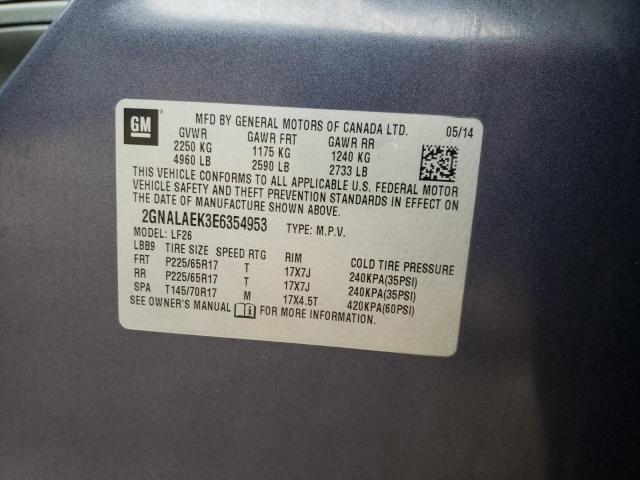 GM
MFD BY GENERAL MOTORS OF CANADA LTD. 05/14
GVWR GAWR FRT GAWR RR
2250 KG 1175 KG 1240 KG
4960 LB 2590 LB 2733 LB
THIS VEHICLE CONFORMS TO ALL APPLICABLE U.S. FEDERAL MOTOR
VEHICLE SAFETY AND THEFT PREVENTION STANDARDS IN EFFECT ON
THE DATE OF MANUFACTURE SHOWN ABOVE.
2GNALAEK3E6354953 TYPE: M.P.V.
MODEL: LF26
LBB9 TIRE SIZE SPEED RTG RIM COLD TIRE PRESSURE
FRT P225/65R17 T 17X7J 240KPA(35PSI)
RR P225/65R17 T 17X7J 240KPA(35PSI)
SPA T145/70R17 M 17X4.5T 420KPA(60PSI)
SEE OWNER'S MANUAL i FOR MORE INFORMATION.